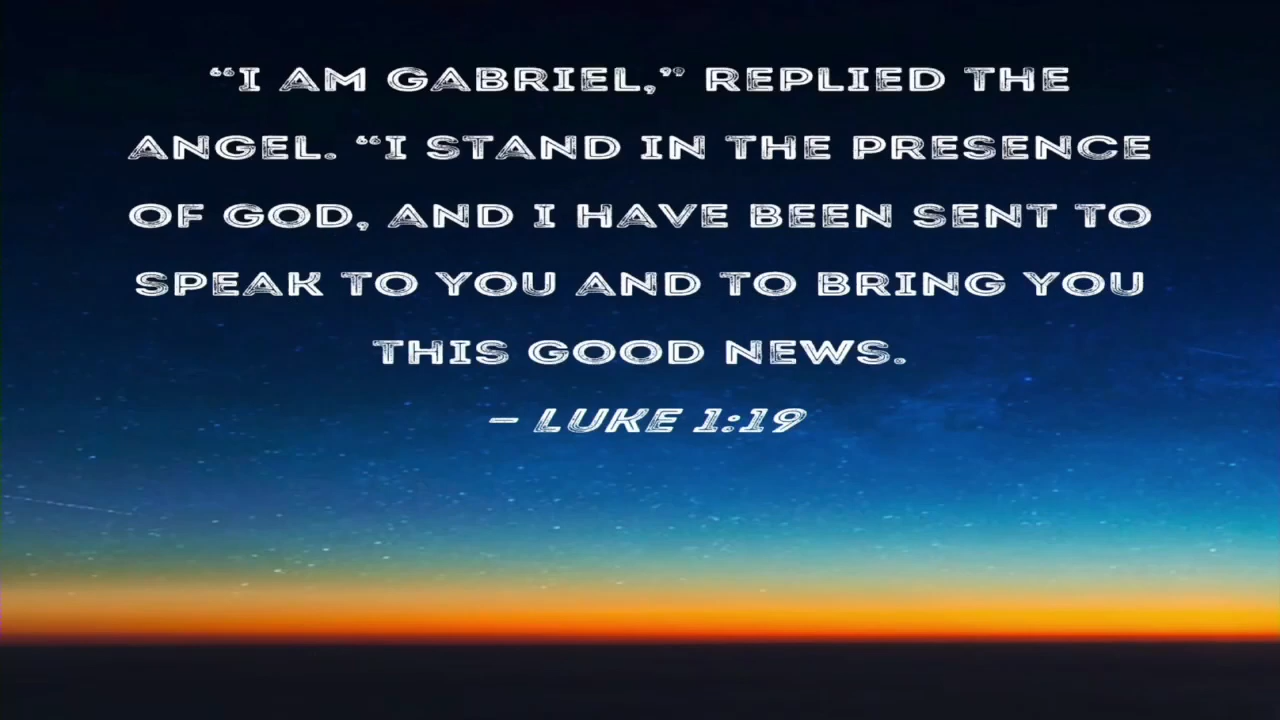 “I AM GABRIEL,” REPLIED THE
ANGEL. “I STAND IN THE PRESENCE
OF GOD, AND I HAVE BEEN SENT TO
SPEAK TO YOU AND TO BRING YOU
THIS GOOD NEWS.
– LUKE 1:19